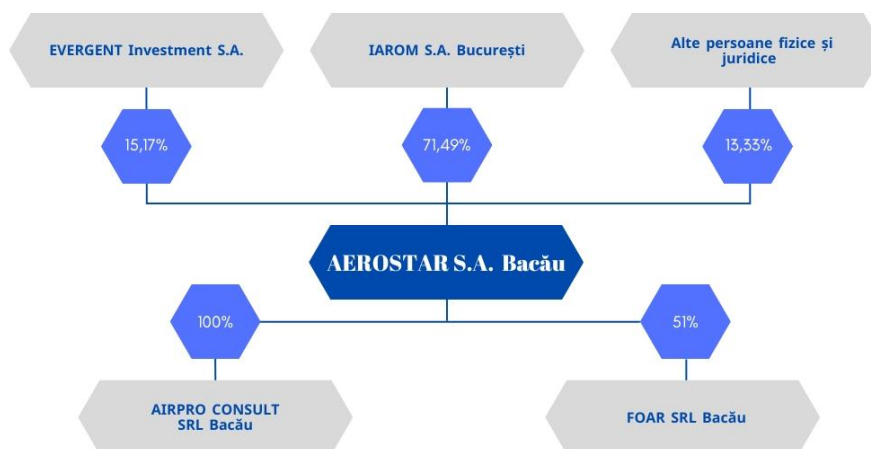 EVERGENT Investment S.A.
IAROM S.A. București
Alte persoane fizice și
juridice
15,17%
71,49%
13,33%
AEROSTAR S.A. Bacău
100%
51%
AIRPRO CONSULT
SRL Bacău
FOAR SRL Bacău